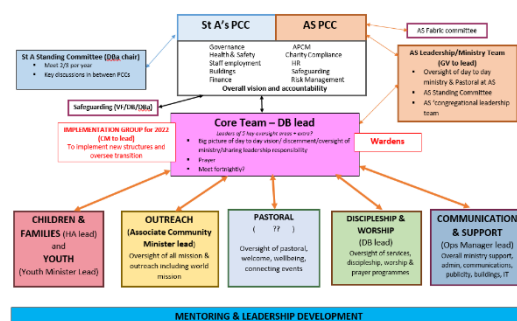 St A's PCC
AS PCC
Governance
Health & Safety
Staff employment
Buildings
Finance
APCM
Charity Compliance
HR
Safeguarding
Risk Management
Overall vision and accountability
St A Standing Committee (DBa chair)
• Meet 2/3 per year
• Key discussions in between PCCs
AS Fabric committee
AS Leadership/Ministry Team
(GV to lead)
• Oversight of day to day
ministry & Pastoral at AS
• AS Standing Committee
• AS 'congregational leadership
team
Safeguarding (VF/DB/DBa)
IMPLEMENTATION GROUP for 2022
(CM to lead)
To implement new structures and
oversee transition
Core Team – DB lead
Leaders of 5 key oversight areas + extra?
• Big picture of day to day vision/ discernment/oversight of
ministry/sharing leadership responsibility
• Prayer
• Meet fortnightly?
Wardens
CHILDREN &
FAMILIES (HA lead)
and
YOUTH
(Youth Minister Lead)
OUTREACH
(Associate Community
Minister lead)
Oversight of all mission &
outreach including world
mission
PASTORAL
( ?? )
Oversight of pastoral,
welcome, wellbeing,
connecting events
DISCIPLESHIP &
WORSHIP
(DB lead)
Oversight of services,
discipleship, worship &
prayer programmes
COMMUNICATION
& SUPPORT
(Ops Manager lead)
Overall ministry support,
admin, communications,
publicity, buildings, IT
MENTORING & LEADERSHIP DEVELOPMENT